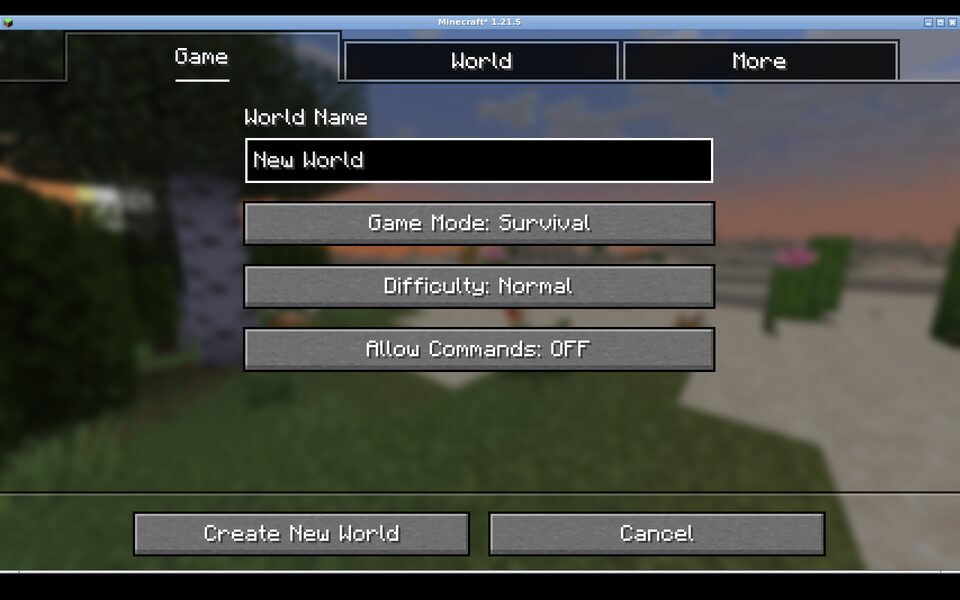 Minecraft* 1.21.5
Game
World
More
World Name
New World
Game Mode: Survival
Difficulty: Normal
Allow Commands: OFF
Create New World
Cancel